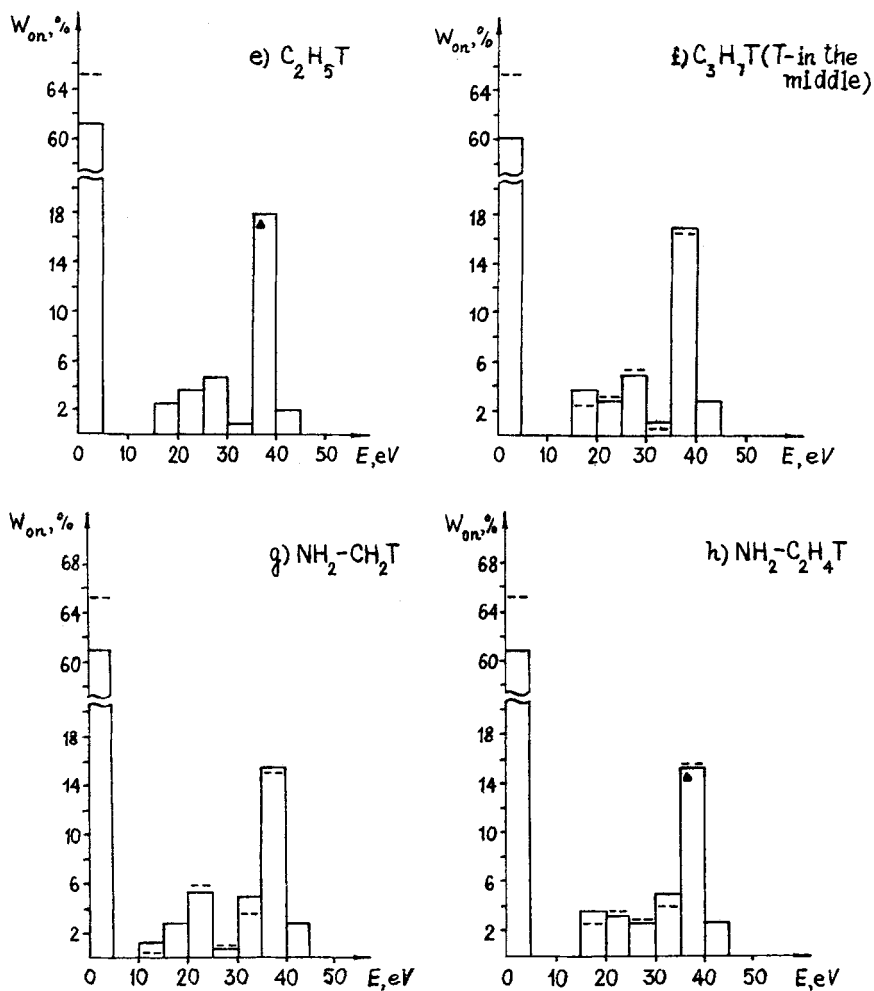 W_on, %
e) C₂H₅T
64
60
18
14
10
6
2
0 10 20 30 40 50 E, eV
W_on, %
f) C₃H₇T (T-in the
middle)
64
60
18
14
10
6
2
0 10 20 30 40 50 E, eV
W_on, %
g) NH₂-CH₂T
68
64
60
18
14
10
6
2
0 10 20 30 40 50 E, eV
W_on, %
h) NH₂-C₂H₄T
68
64
60
18
14
10
6
2
0 10 20 30 40 50 E, eV